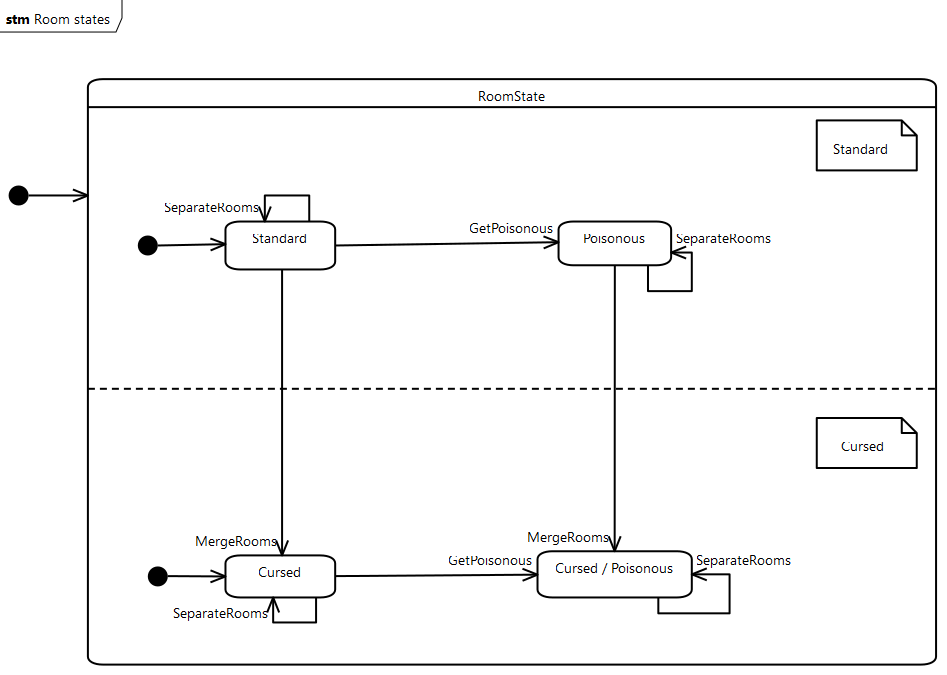 stm Room states
RoomState
Standard
SeparateRooms
Standard
GetPoisonous
Poisonous
SeparateRooms
Cursed
MergeRooms
MergeRooms
Cursed
GetPoisonous
Cursed / Poisonous
SeparateRooms
SeparateRooms